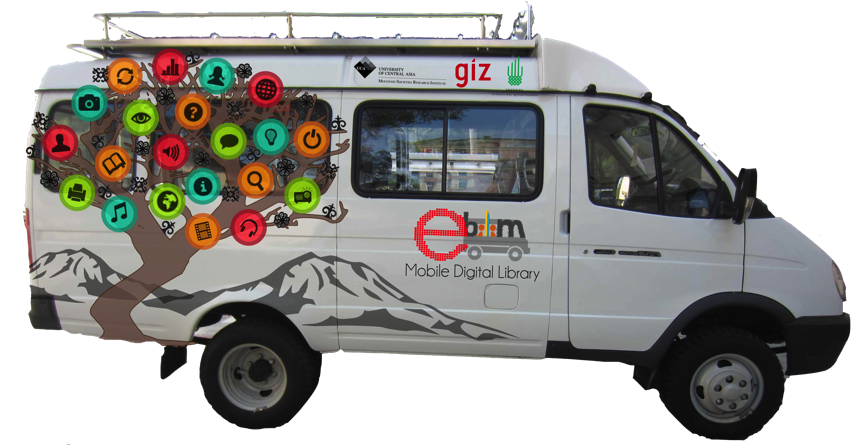 UNIVERSITY
OF CENTRAL ASIA
MOUNTAIN SOCIETIES RESEARCH INSTITUTE
giz
ebilim
Mobile Digital Library